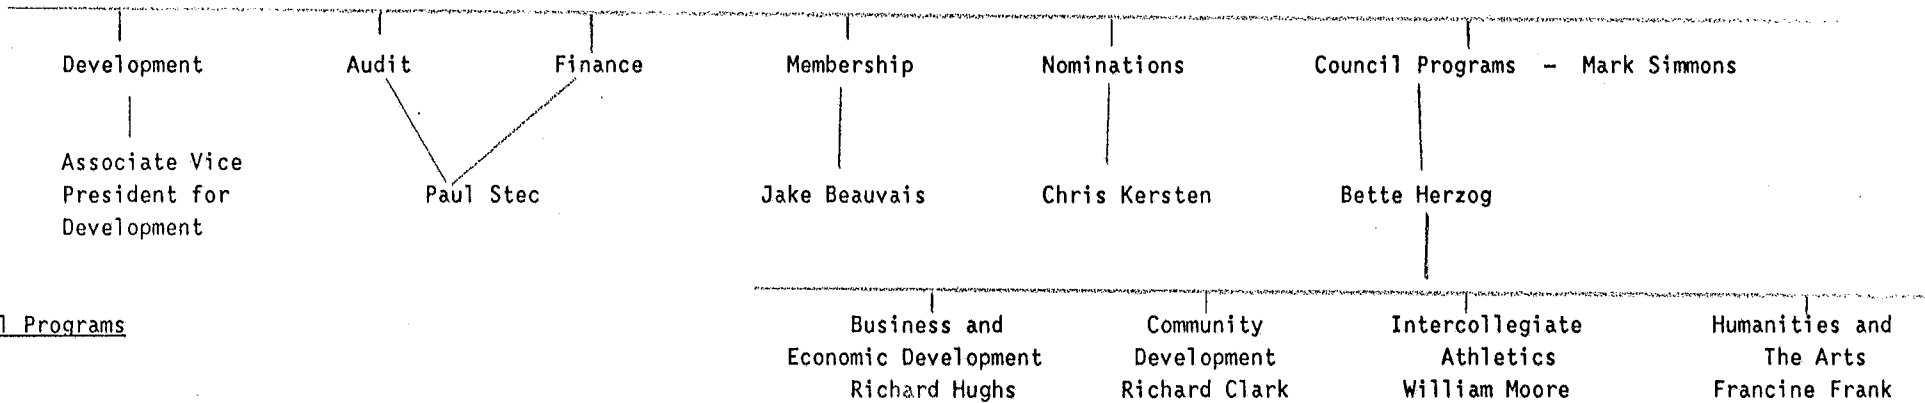 Development Audit Finance Membership Nominations Council Programs - Mark Simmons
Associate Vice
President for
Development
Paul Stec Jake Beauvais Chris Kersten Bette Herzog
Programs
Business and Community Intercollegiate Humanities and
Economic Development Development Athletics The Arts
Richard Hughs Richard Clark William Moore Francine Frank